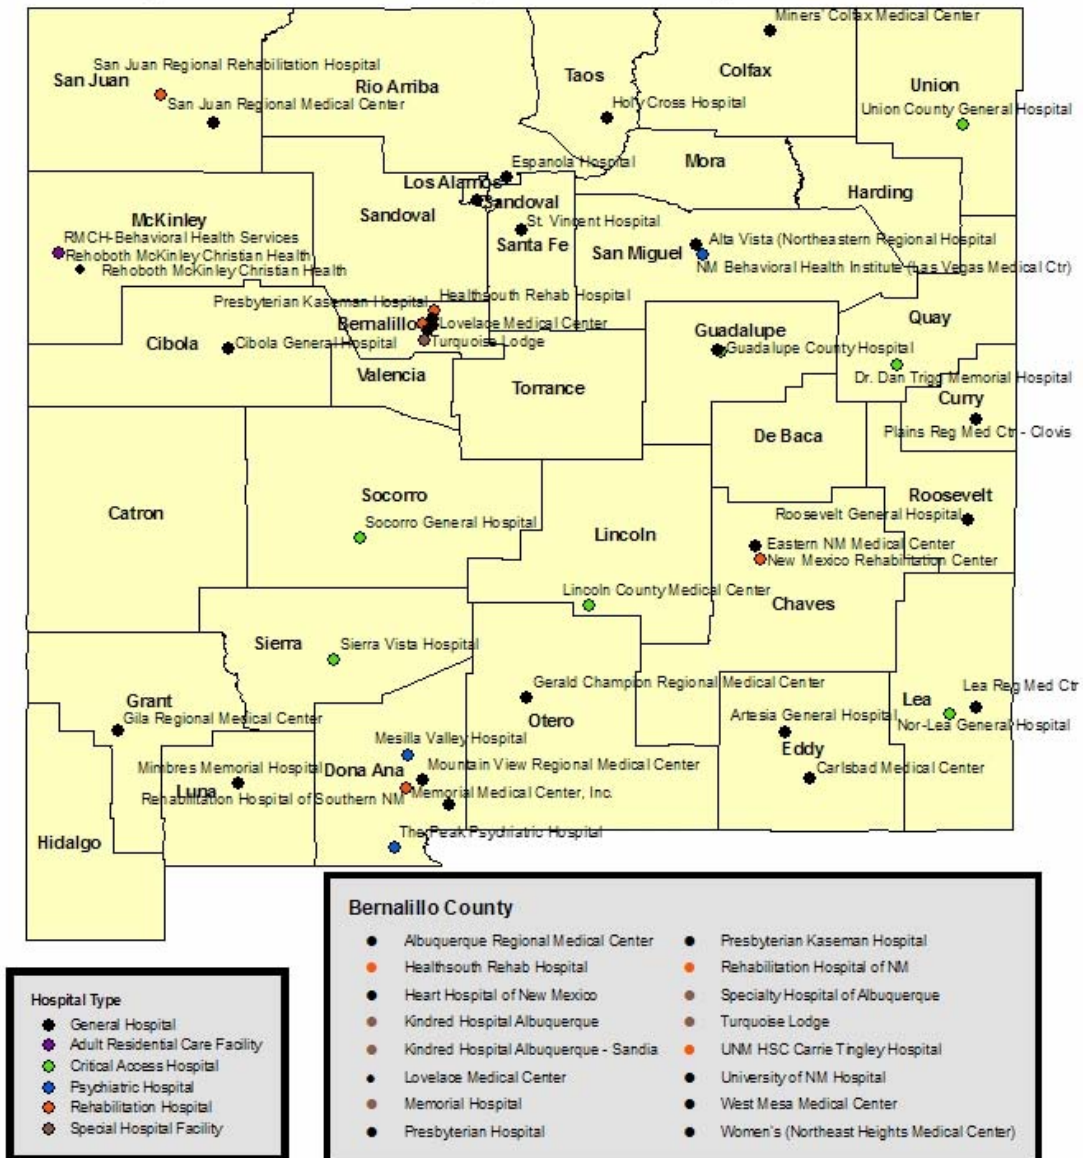 Miners' Colfax Medical Center
San Juan Regional Rehabilitation Hospital
San Juan
Rio Arriba
Taos
Colfax
Union
San Juan Regional Medical Center
Holy Cross Hospital
Union County General Hospital
Espanola Hospital
Mora
Los Alamos
Harding
Sandoval
Sandoval
McKinley
St. Vincent Hospital
RMCH-Behavioral Health Services
Santa Fe
Alta Vista (Northeastern Regional Hospital
San Miguel
Rehoboth McKinley Christian Health
Rehoboth McKinley Christian Health
NM Behavioral Health Institute (Las Vegas Medical Ctr)
Presbyterian Kaseman Hospital
Healthsouth Rehab Hospital
Bernalillo
Lovelace Medical Center
Guadalupe
Quay
Cibola
Cibola General Hospital
Turquoise Lodge
Guadalupe County Hospital
Valencia
Torrance
Dr. Dan Trigg Memorial Hospital
Curry
Plains Reg Med Ctr - Clovis
De Baca
Socorro
Roosevelt
Catron
Socorro General Hospital
Lincoln
Roosevelt General Hospital
Eastern NM Medical Center
New Mexico Rehabilitation Center
Lincoln County Medical Center
Chaves
Sierra
Sierra Vista Hospital
Grant
Gerald Champion Regional Medical Center
Lea
Lea Reg Med Ctr
Gila Regional Medical Center
Otero
Artesia General Hospital
Nor-Lea General Hospital
Mesilla Valley Hospital
Eddy
Mimbres Memorial Hospital
Dona Ana
Mountain View Regional Medical Center
Carlsbad Medical Center
Luna
Rehabilitation Hospital of Southern NM
Memorial Medical Center, Inc.
Hidalgo
The Peak Psychiatric Hospital
Bernalillo County
Albuquerque Regional Medical Center
Healthsouth Rehab Hospital
Heart Hospital of New Mexico
Kindred Hospital Albuquerque
Kindred Hospital Albuquerque - Sandia
Lovelace Medical Center
Memorial Hospital
Presbyterian Hospital
Presbyterian Kaseman Hospital
Rehabilitation Hospital of NM
Specialty Hospital of Albuquerque
Turquoise Lodge
UNM HSC Carrie Tingley Hospital
University of NM Hospital
West Mesa Medical Center
Women's (Northeast Heights Medical Center)
Hospital Type
General Hospital
Adult Residential Care Facility
Critical Access Hospital
Psychiatric Hospital
Rehabilitation Hospital
Special Hospital Facility